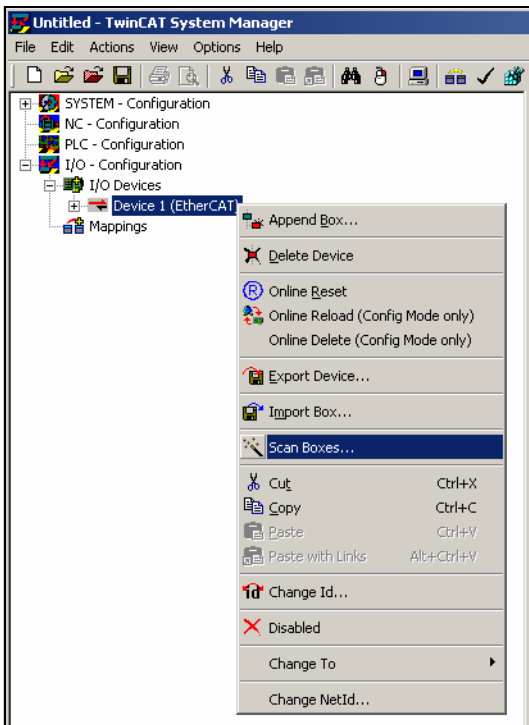 Untitled - TwinCAT System Manager
File Edit Actions View Options Help
SYSTEM - Configuration
NC - Configuration
PLC - Configuration
I/O - Configuration
I/O Devices
Device 1 (EtherCAT)
Mappings
Append Box...
Delete Device
Online Reset
Online Reload (Config Mode only)
Online Delete (Config Mode only)
Export Device...
Import Box...
Scan Boxes...
Cut Ctrl+X
Copy Ctrl+C
Paste Ctrl+V
Paste with Links Alt+Ctrl+V
Change Id...
Disabled
Change To
Change NetId...